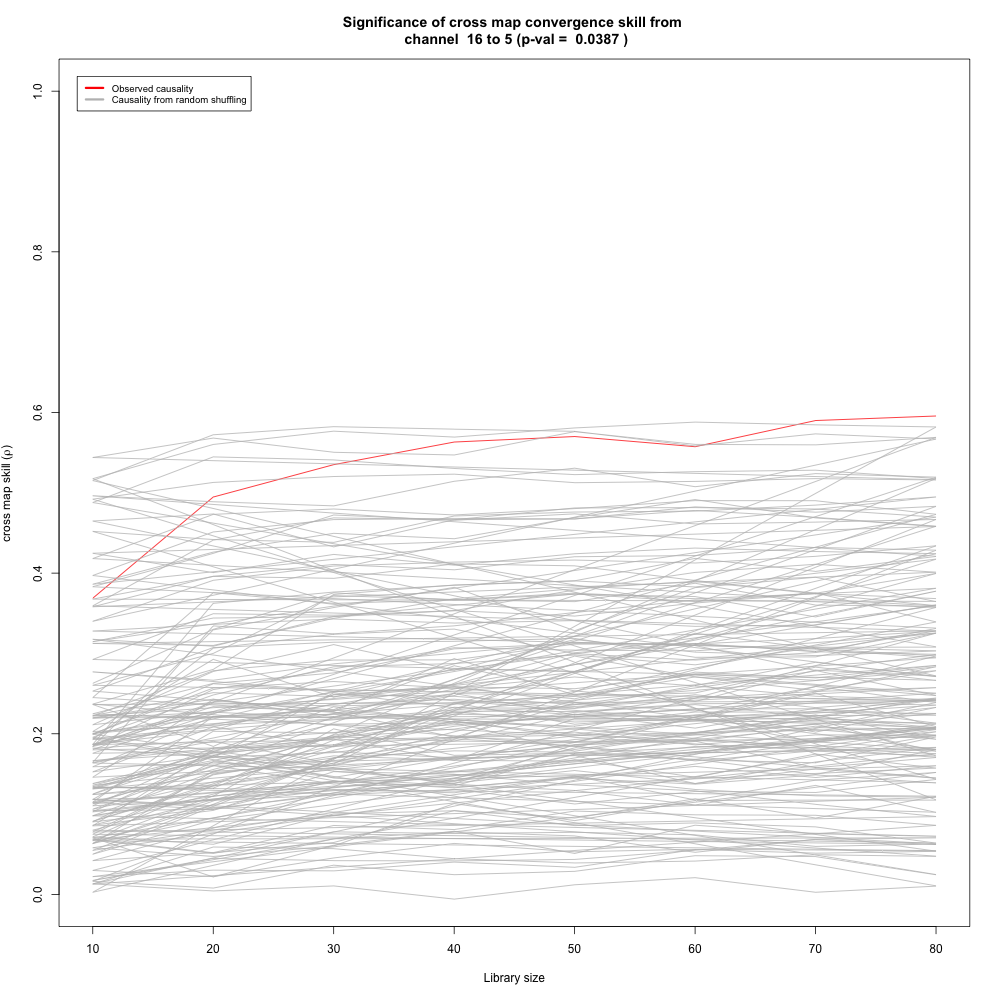 Significance of cross map convergence skill from
channel  16 to 5 (p-val =  0.0387 )
Observed causality
Causality from random shuffling
1.0
0.8
0.6
0.4
0.2
0.0
cross map skill (ρ)
10 20 30 40 50 60 70 80
Library size